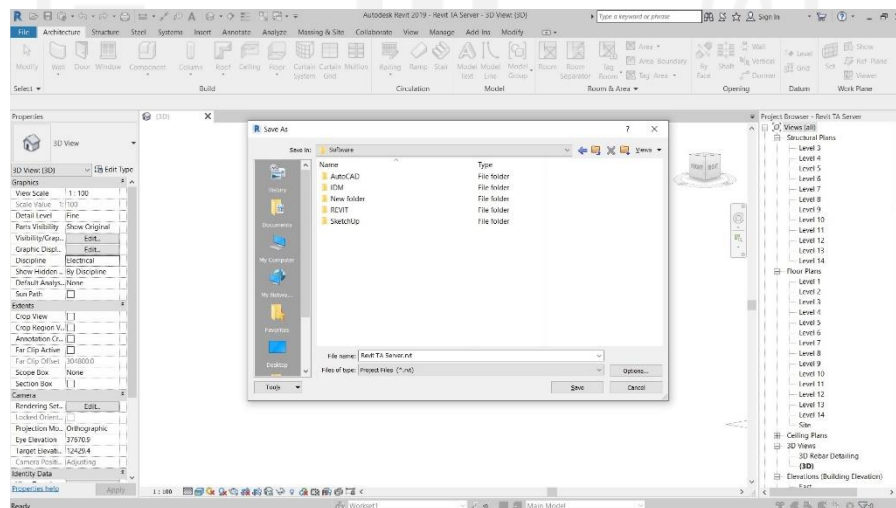 Autodesk Revit 2019 - Revit TA Server - 3D View: {3D}
Type a keyword or phrase
Sign In
File Architecture Structure Steel Systems Insert Annotate Analyze Massing & Site Collaborate View Manage Add-Ins Modify
Modify Wall Door Window Component Column Roof Ceiling Floor Curtain System Curtain Grid Mullion Railing Ramp Stair Model Text Model Line Model Group Room Room Separator Tag Room Area Area Boundary Tag Area By Face Shaft Wall Vertical Dormer Level Grid Set Show Ref Plane Viewer
Select Build Circulation Model Room & Area Opening Datum Work Plane
Properties
3D View
3D View: {3D} Edit Type
Graphics
View Scale 1 : 100
Scale Value 1: 100
Detail Level Fine
Parts Visibility Show Original
Visibility/Grap... Edit...
Graphic Displ... Edit...
Discipline Electrical
Show Hidden ... By Discipline
Default Analys... None
Sun Path
Extents
Crop View
Crop Region V...
Annotation Cr...
Far Clip Active
Far Clip Offset 304800.0
Scope Box None
Section Box
Camera
Rendering Set... Edit...
Locked Orient...
Projection Mo... Orthographic
Eye Elevation 37670.9
Target Elevati... 12429.4
Camera Positi... Adjusting
Identity Data
Properties help Apply
{3D}
Save As
Save in: Software
Views
Name Type
AutoCAD File folder
IDM File folder
New folder File folder
REVIT File folder
SketchUp File folder
History
Documents
My Computer
My Networ...
Favorites
Desktop
File name: Revit TA Server.rvt
Files of type: Project Files (*.rvt)
Options...
Tools Save Cancel
Project Browser - Revit TA Server
Views (all)
Structural Plans
Level 3
Level 4
Level 5
Level 6
Level 7
Level 8
Level 9
Level 10
Level 11
Level 12
Level 13
Level 14
Floor Plans
Level 1
Level 2
Level 3
Level 4
Level 5
Level 6
Level 7
Level 8
Level 9
Level 10
Level 11
Level 12
Level 13
Level 14
Site
Ceiling Plans
3D Views
3D Rebar Detailing
{3D}
Elevations (Building Elevation)
East
1 : 100
Ready
Workset1
Main Model